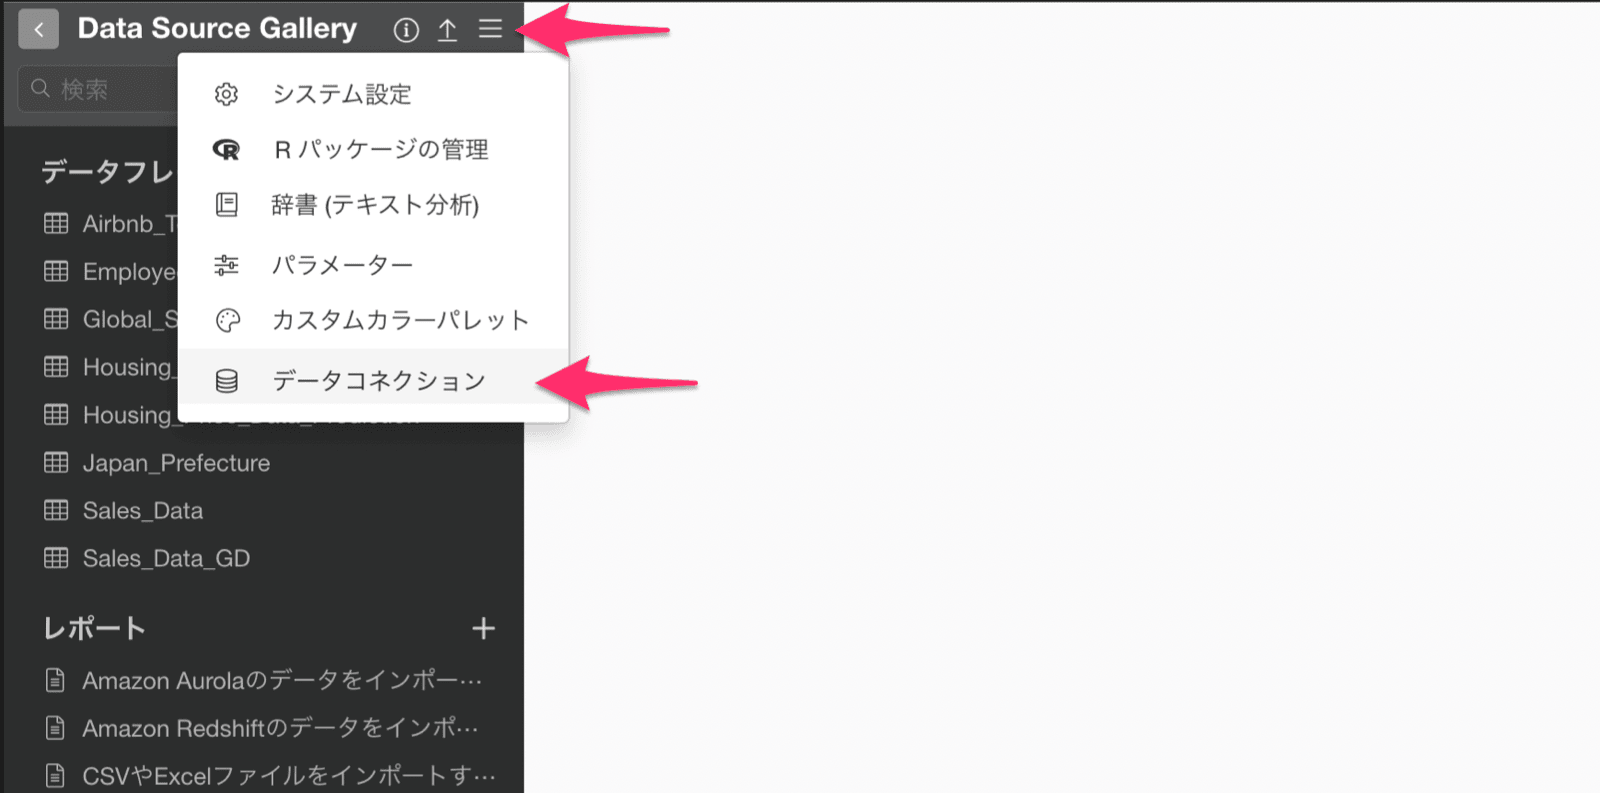 Data Source Gallery
検索
システム設定
R パッケージの管理
辞書 (テキスト分析)
パラメーター
カスタムカラーパレット
データコネクション
データフレ
Airbnb_T
Employe
Global_S
Housing_
Housing_
Japan_Prefecture
Sales_Data
Sales_Data_GD
レポート
Amazon Aurolaのデータをインポー…
Amazon Redshiftのデータをインポ…
CSVやExcelファイルをインポートす…